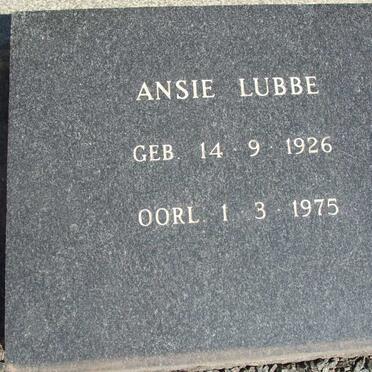 ANSIE LUBBE
GEB. 14·9·1926
OORL. 1·3·1975